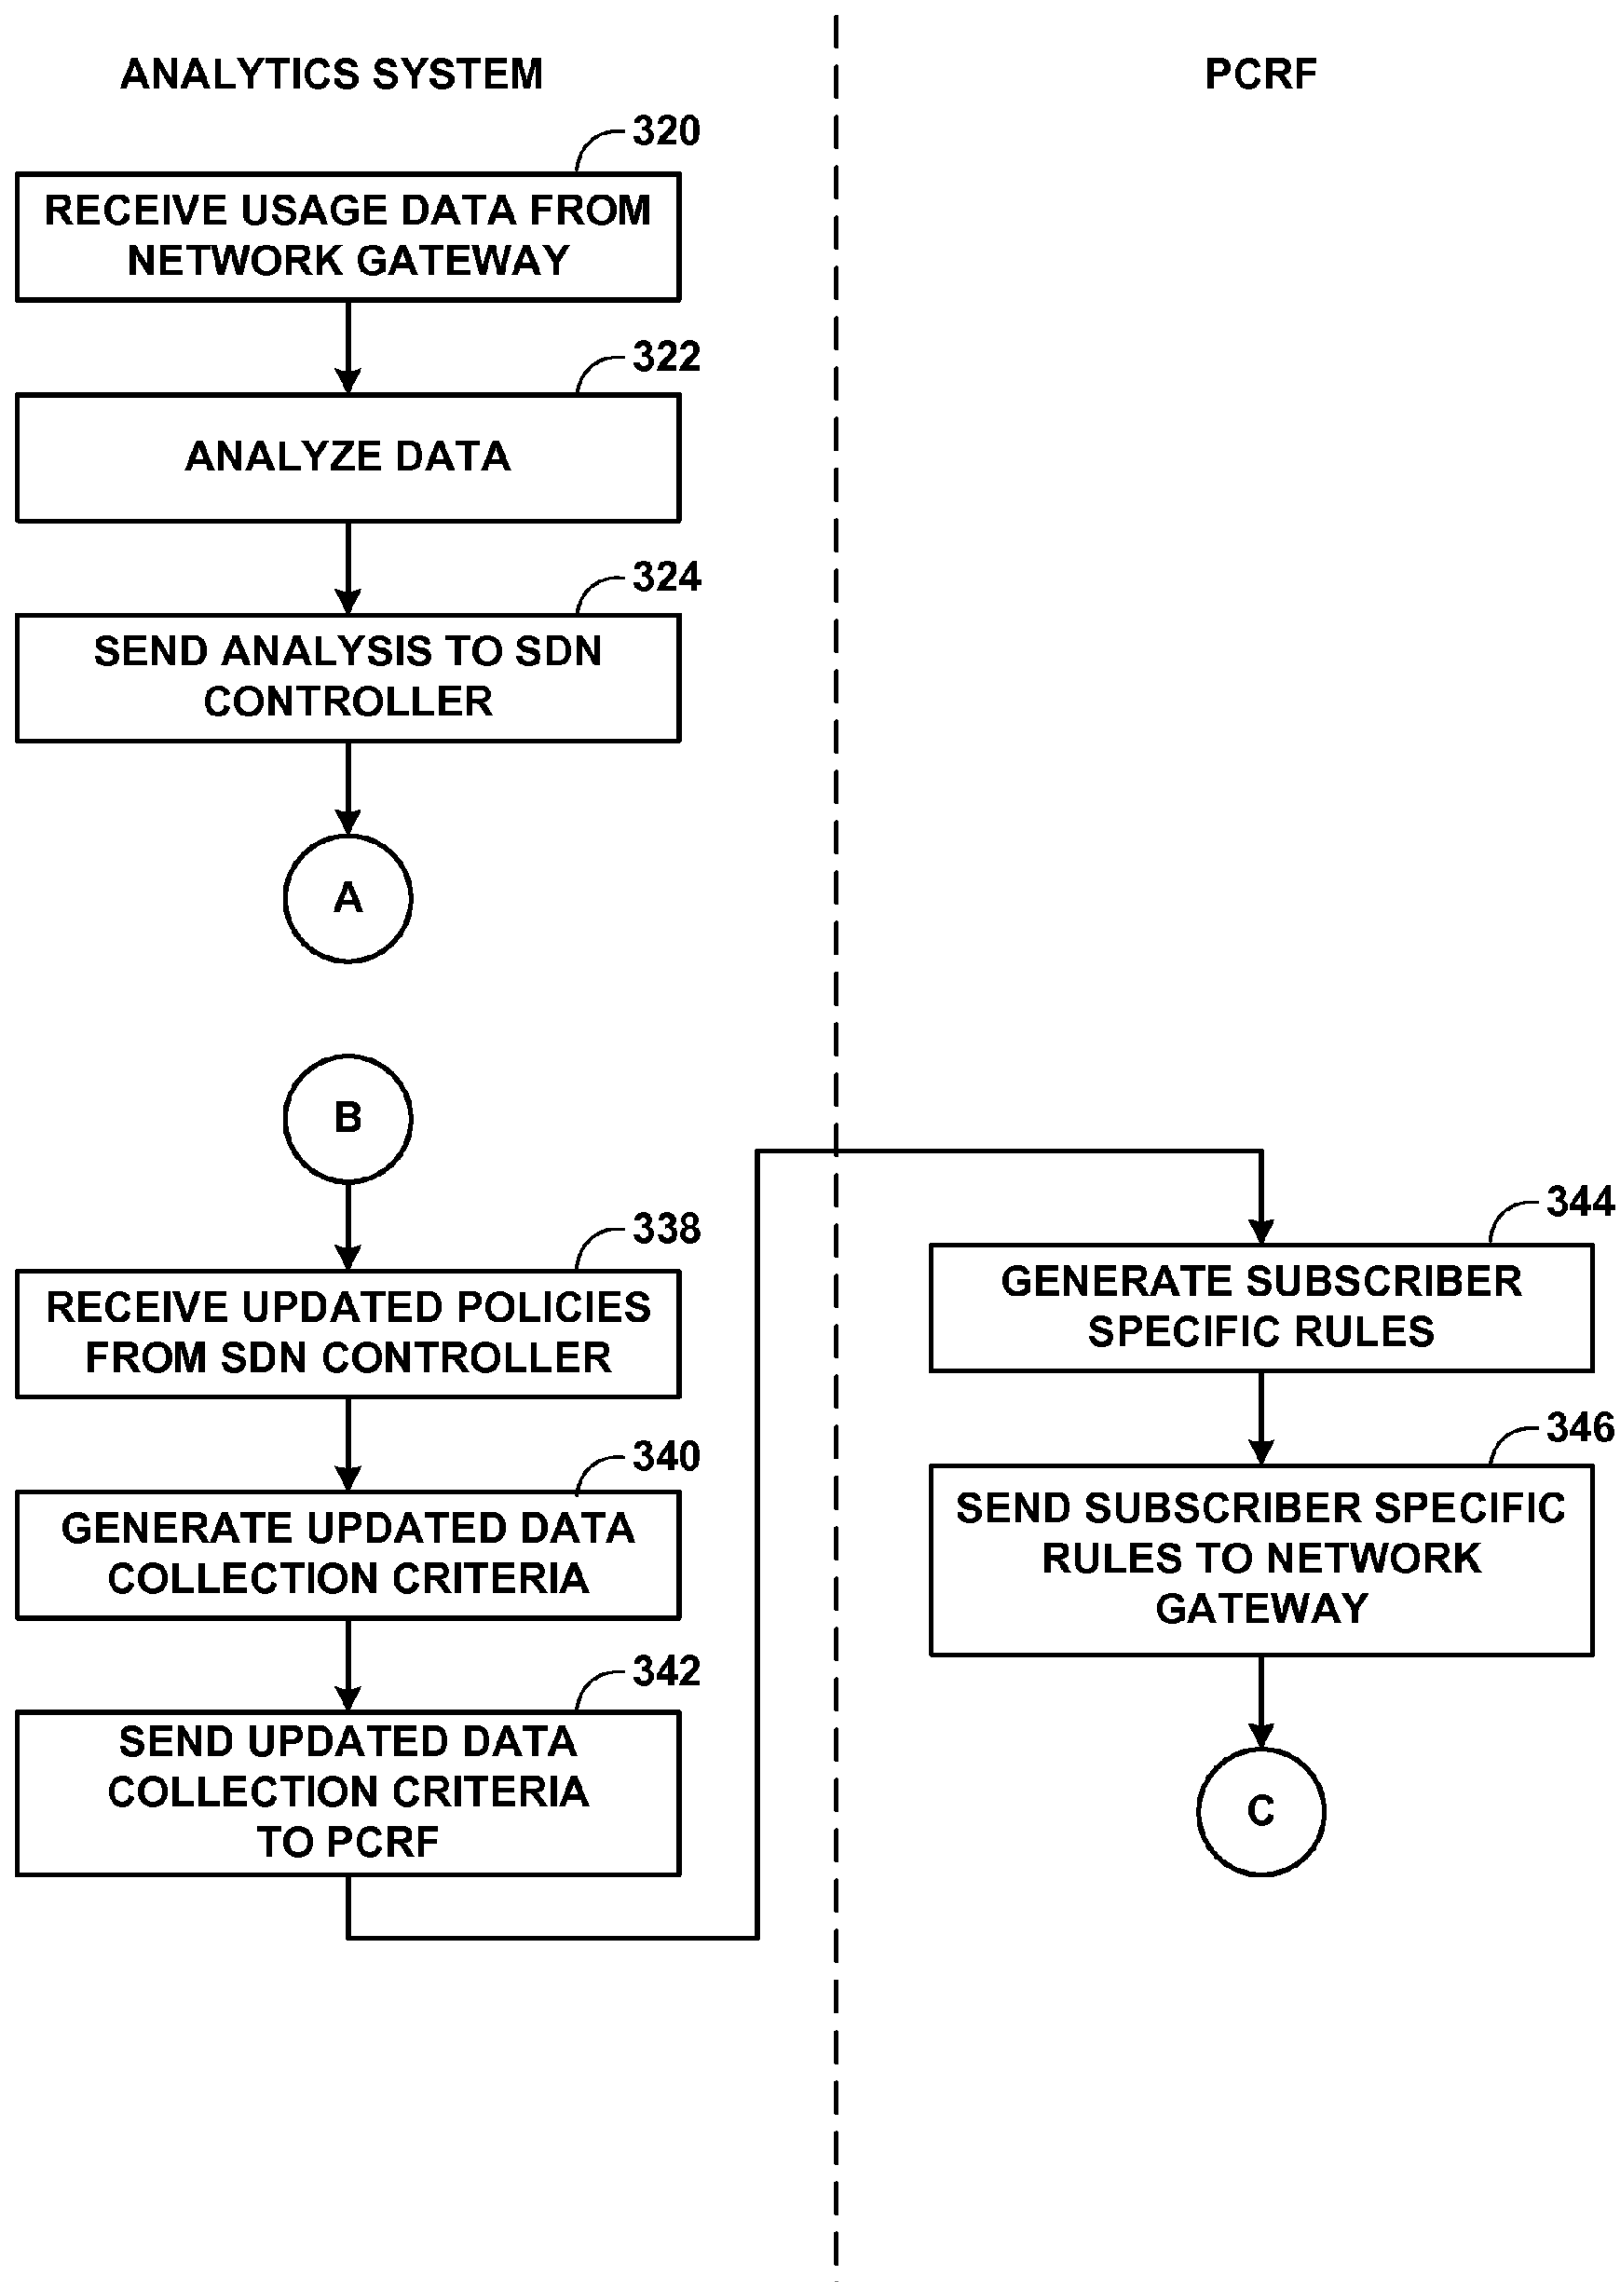 ANALYTICS SYSTEM
PCRF
320
RECEIVE USAGE DATA FROM
NETWORK GATEWAY
322
ANALYZE DATA
324
SEND ANALYSIS TO SDN
CONTROLLER
A
B
338
RECEIVE UPDATED POLICIES
FROM SDN CONTROLLER
340
GENERATE UPDATED DATA
COLLECTION CRITERIA
342
SEND UPDATED DATA
COLLECTION CRITERIA
TO PCRF
344
GENERATE SUBSCRIBER
SPECIFIC RULES
346
SEND SUBSCRIBER SPECIFIC
RULES TO NETWORK
GATEWAY
C